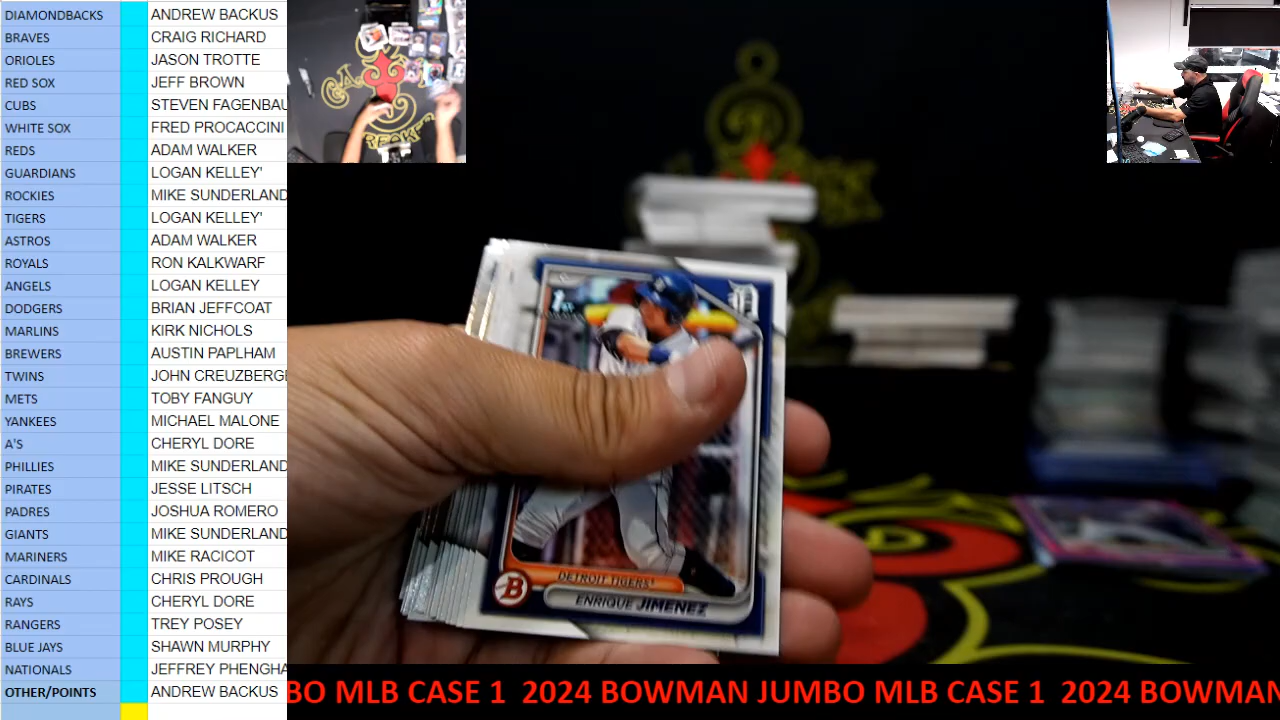 DIAMONDBACKS ANDREW BACKUS
BRAVES CRAIG RICHARD
ORIOLES JASON TROTTE
RED SOX JEFF BROWN
CUBS STEVEN FAGENBAU
WHITE SOX FRED PROCACCINI
REDS ADAM WALKER
GUARDIANS LOGAN KELLEY'
ROCKIES MIKE SUNDERLAND
TIGERS LOGAN KELLEY'
ASTROS ADAM WALKER
ROYALS RON KALKWARF
ANGELS LOGAN KELLEY
DODGERS BRIAN JEFFCOAT
MARLINS KIRK NICHOLS
BREWERS AUSTIN PAPLHAM
TWINS JOHN CREUZBERG
METS TOBY FANGUY
YANKEES MICHAEL MALONE
A'S CHERYL DORE
PHILLIES MIKE SUNDERLAND
PIRATES JESSE LITSCH
PADRES JOSHUA ROMERO
GIANTS MIKE SUNDERLAND
MARINERS MIKE RACICOT
CARDINALS CHRIS PROUGH
RAYS CHERYL DORE
RANGERS TREY POSEY
BLUE JAYS SHAWN MURPHY
NATIONALS JEFFREY PHENGHA
OTHER/POINTS ANDREW BACKUS
DETROIT TIGERS
B
ENRIQUE JIMENEZ
BO MLB CASE 1 2024 BOWMAN JUMBO MLB CASE 1 2024 BOWMAN